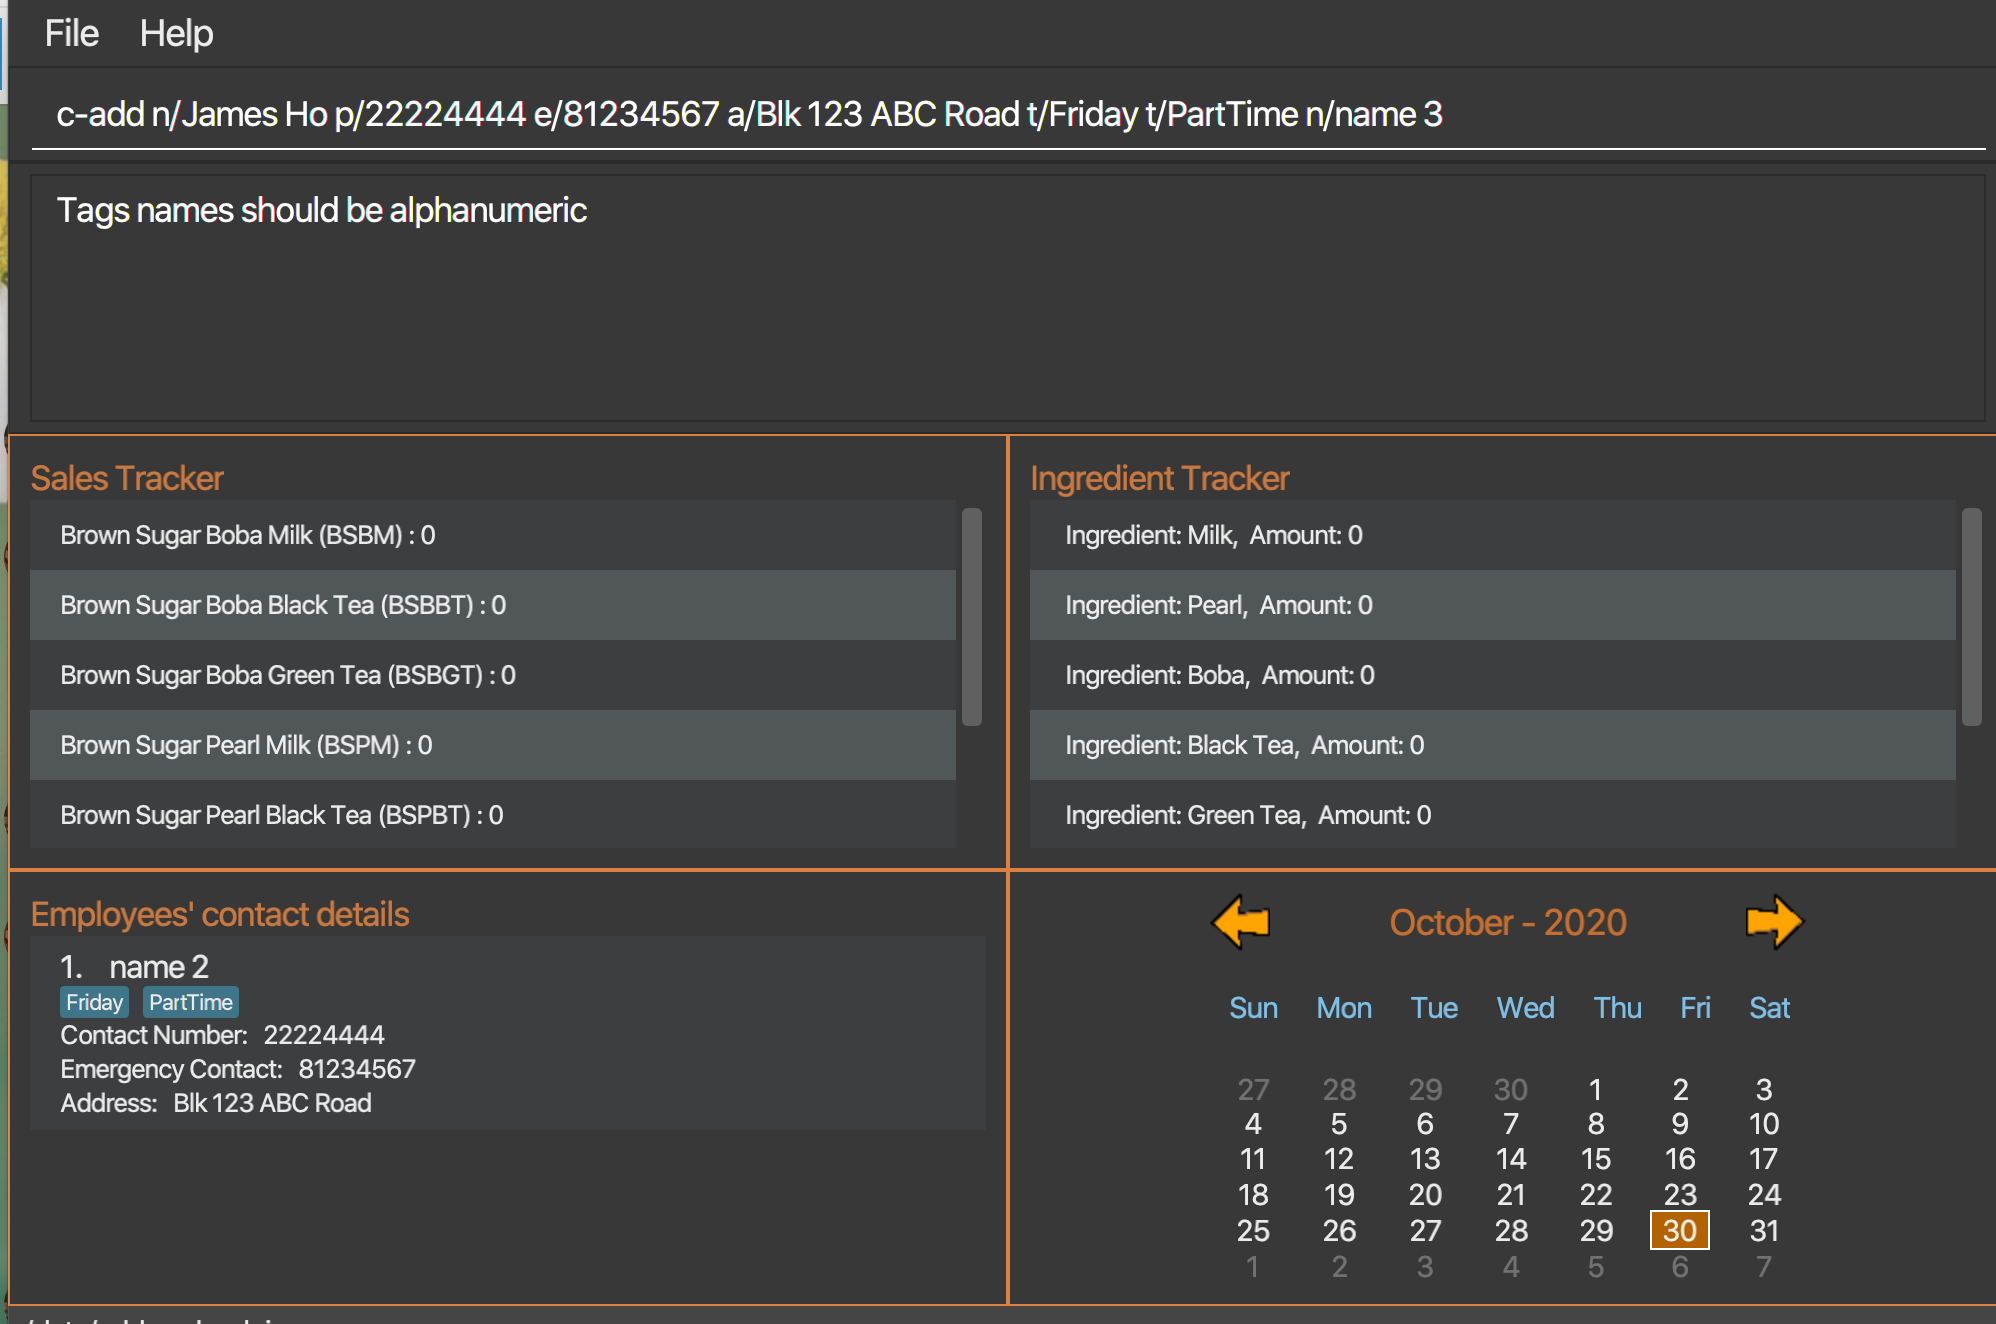 File Help
c-add n/James Ho p/22224444 e/81234567 a/Blk 123 ABC Road t/Friday t/PartTime n/name 3
Tags names should be alphanumeric
Sales Tracker
Brown Sugar Boba Milk (BSBM) : 0
Brown Sugar Boba Black Tea (BSBBT) : 0
Brown Sugar Boba Green Tea (BSBGT) : 0
Brown Sugar Pearl Milk (BSPM) : 0
Brown Sugar Pearl Black Tea (BSPBT) : 0
Ingredient Tracker
Ingredient: Milk, Amount: 0
Ingredient: Pearl, Amount: 0
Ingredient: Boba, Amount: 0
Ingredient: Black Tea, Amount: 0
Ingredient: Green Tea, Amount: 0
Employees' contact details
1. name 2
Friday PartTime
Contact Number: 22224444
Emergency Contact: 81234567
Address: Blk 123 ABC Road
October - 2020
Sun Mon Tue Wed Thu Fri Sat
27 28 29 30 1 2 3
4 5 6 7 8 9 10
11 12 13 14 15 16 17
18 19 20 21 22 23 24
25 26 27 28 29 30 31
1 2 3 4 5 6 7